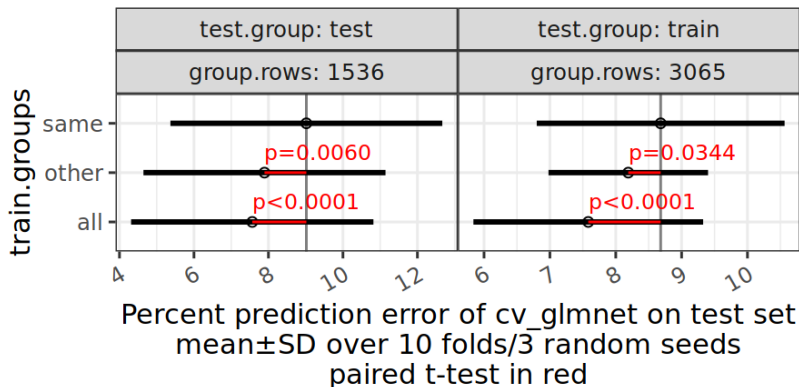 test.group: test
test.group: train
group.rows: 1536
group.rows: 3065
train.groups
same
other
all
p=0.0060
p<0.0001
p=0.0344
p<0.0001
4 6 8 10 12
6 7 8 9 10
Percent prediction error of cv_glmnet on test set
mean±SD over 10 folds/3 random seeds
paired t-test in red